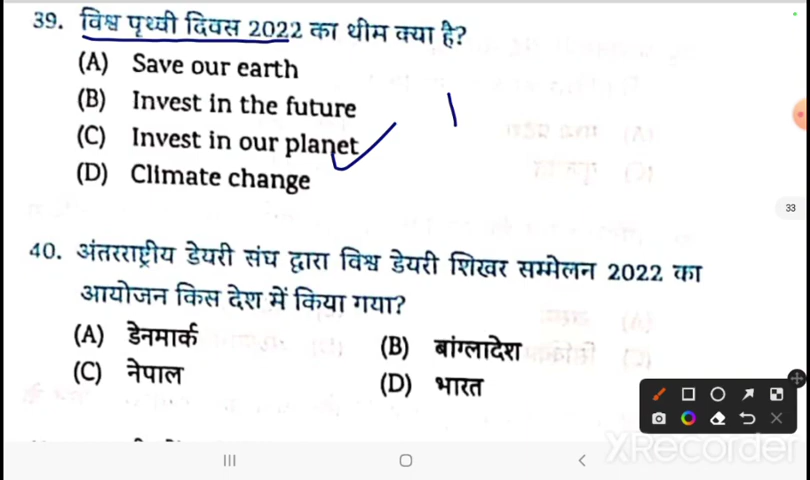 39. विश्व पृथ्वी दिवस 2022 का थीम क्या है?
(A) Save our earth
(B) Invest in the future
(C) Invest in our planet
(D) Climate change
33
40. अंतरराष्ट्रीय डेयरी संघ द्वारा विश्व डेयरी शिखर सम्मेलन 2022 का
आयोजन किस देश में किया गया?
(A) डेनमार्क
(B) बांग्लादेश
(C) नेपाल
(D) भारत
XRecorder